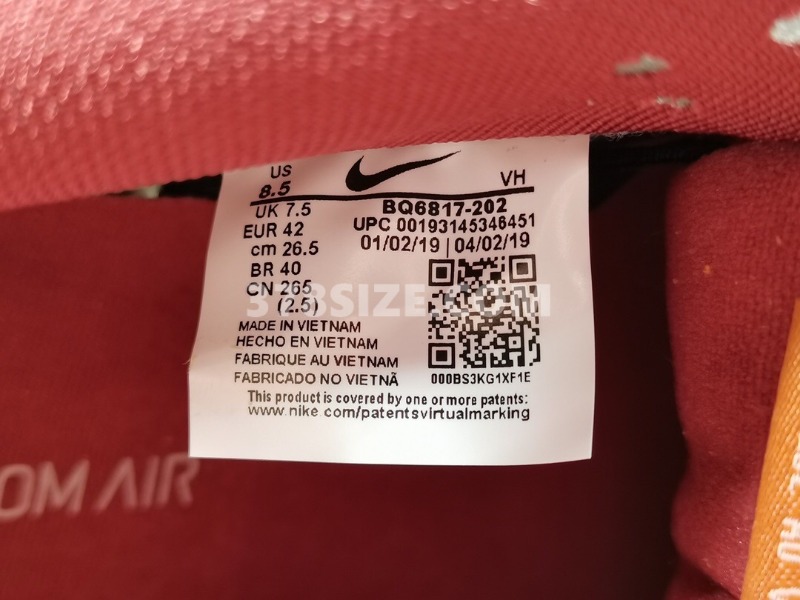 US
8.5
VH
UK 7.5
BQ6817-202
EUR 42
UPC 00193145346451
cm 26.5
01/02/19 | 04/02/19
BR 40
CN 265
(2.5)
SIZE.COM
MADE IN VIETNAM
HECHO EN VIETNAM
FABRIQUE AU VIETNAM
FABRICADO NO VIETNÃ
000BS3KG1XF1E
This product is covered by one or more patents:
www.nike.com/patentsvirtualmarking
OM AIR